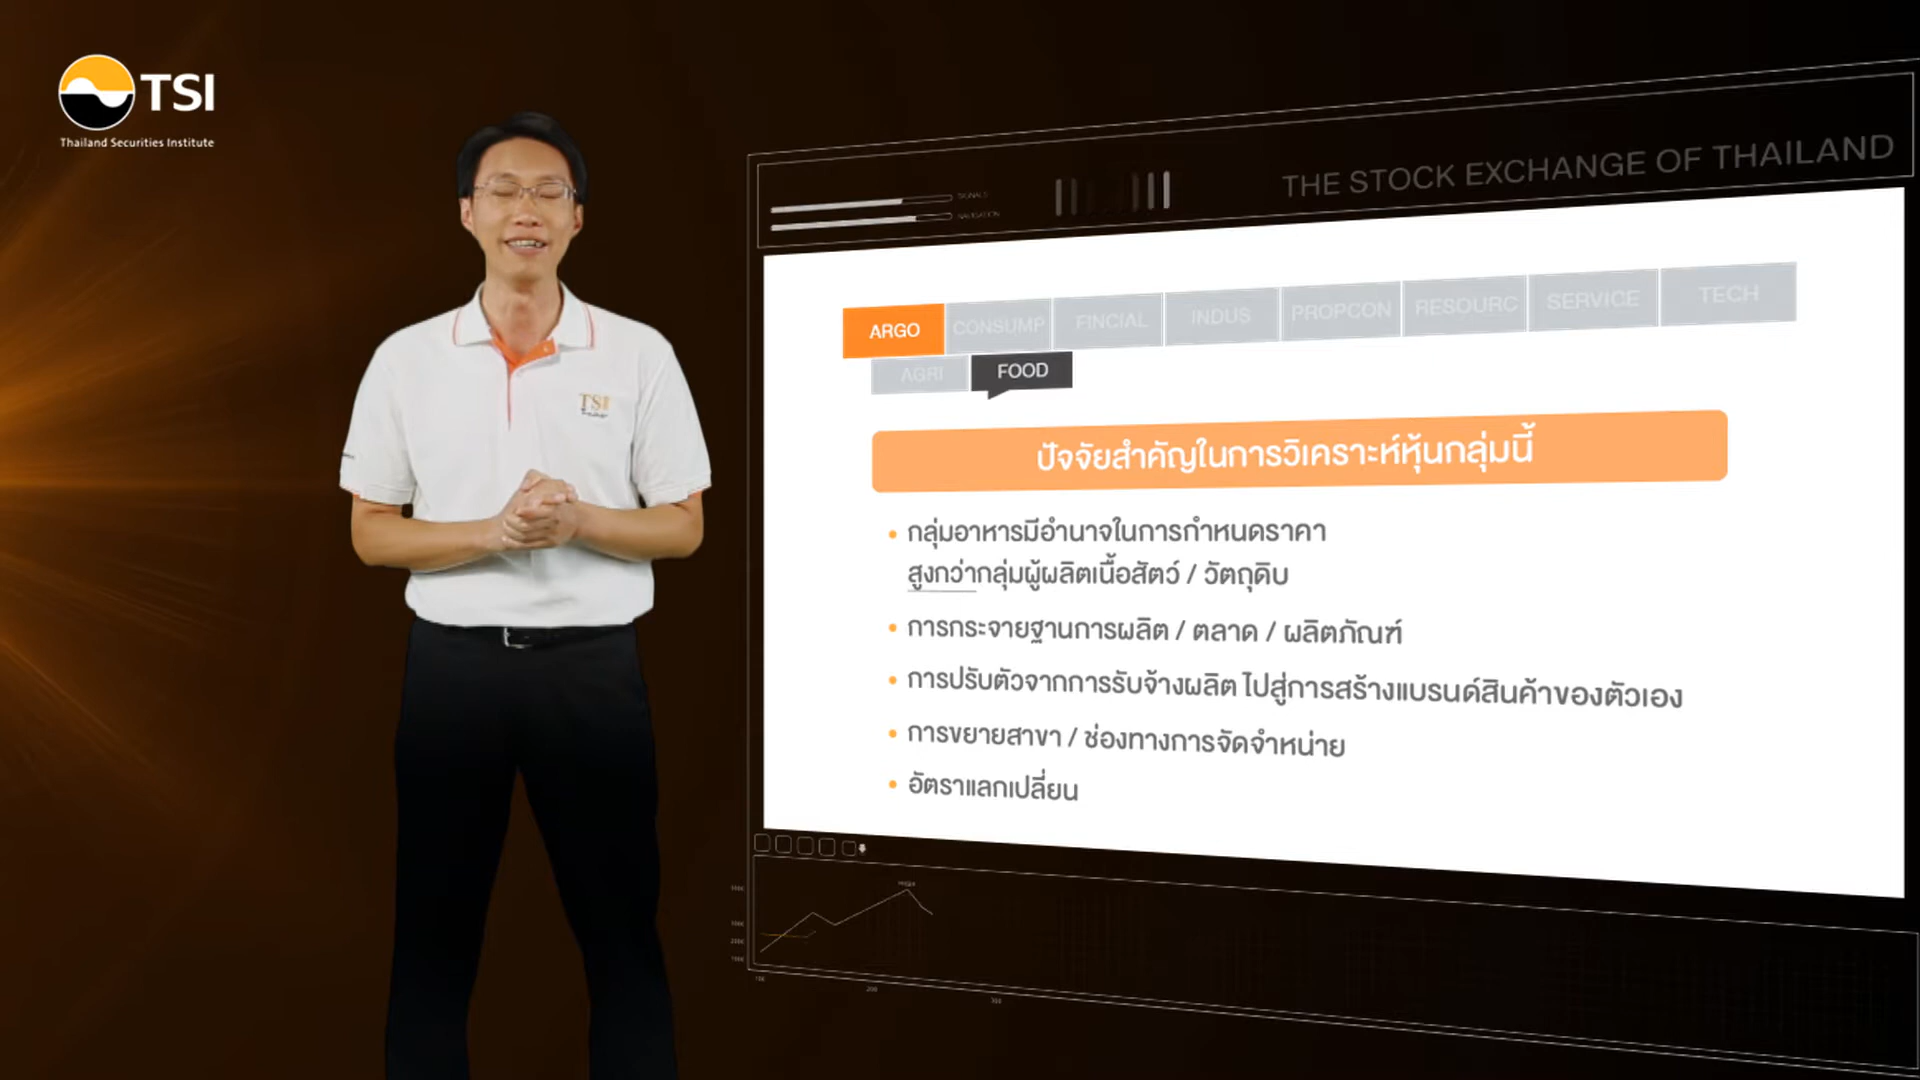 TSI
Thailand Securities Institute
THE STOCK EXCHANGE OF THAILAND
SIGNALS
NAVIGATION
ARGO
CONSUMP
FINCIAL
INDUS
PROPCON
RESOURC
SERVICE
TECH
AGRI
FOOD
ปัจจัยสำคัญในการวิเคราะห์หุ้นกลุ่มนี้
TSI
• กลุ่มอาหารมีอำนาจในการกำหนดราคา
สูงกว่ากลุ่มผู้ผลิตเนื้อสัตว์ / วัตถุดิบ
• การกระจายฐานการผลิต / ตลาด / ผลิตภัณฑ์
• การปรับตัวจากการรับจ้างผลิต ไปสู่การสร้างแบรนด์สินค้าของตัวเอง
• การขยายสาขา / ช่องทางการจัดจำหน่าย
• อัตราแลกเปลี่ยน